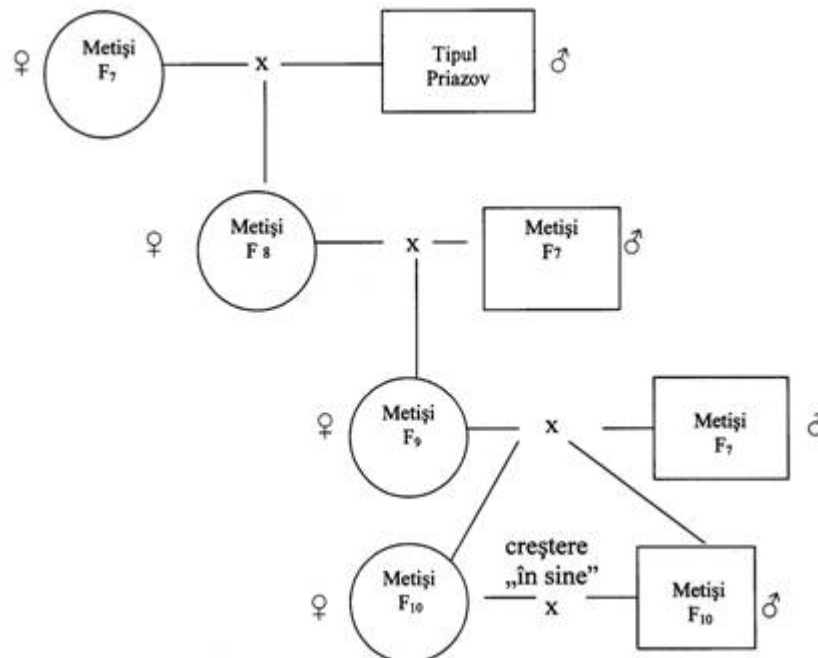 ♀ Metişi F₇ x Tipul Priazov ♂
♀ Metişi F 8 x Metişi F₇ ♂
♀ Metişi F₉ x Metişi F₇ ♂
creştere
„în sine”
♀ Metişi F₁₀ x Metişi F₁₀ ♂